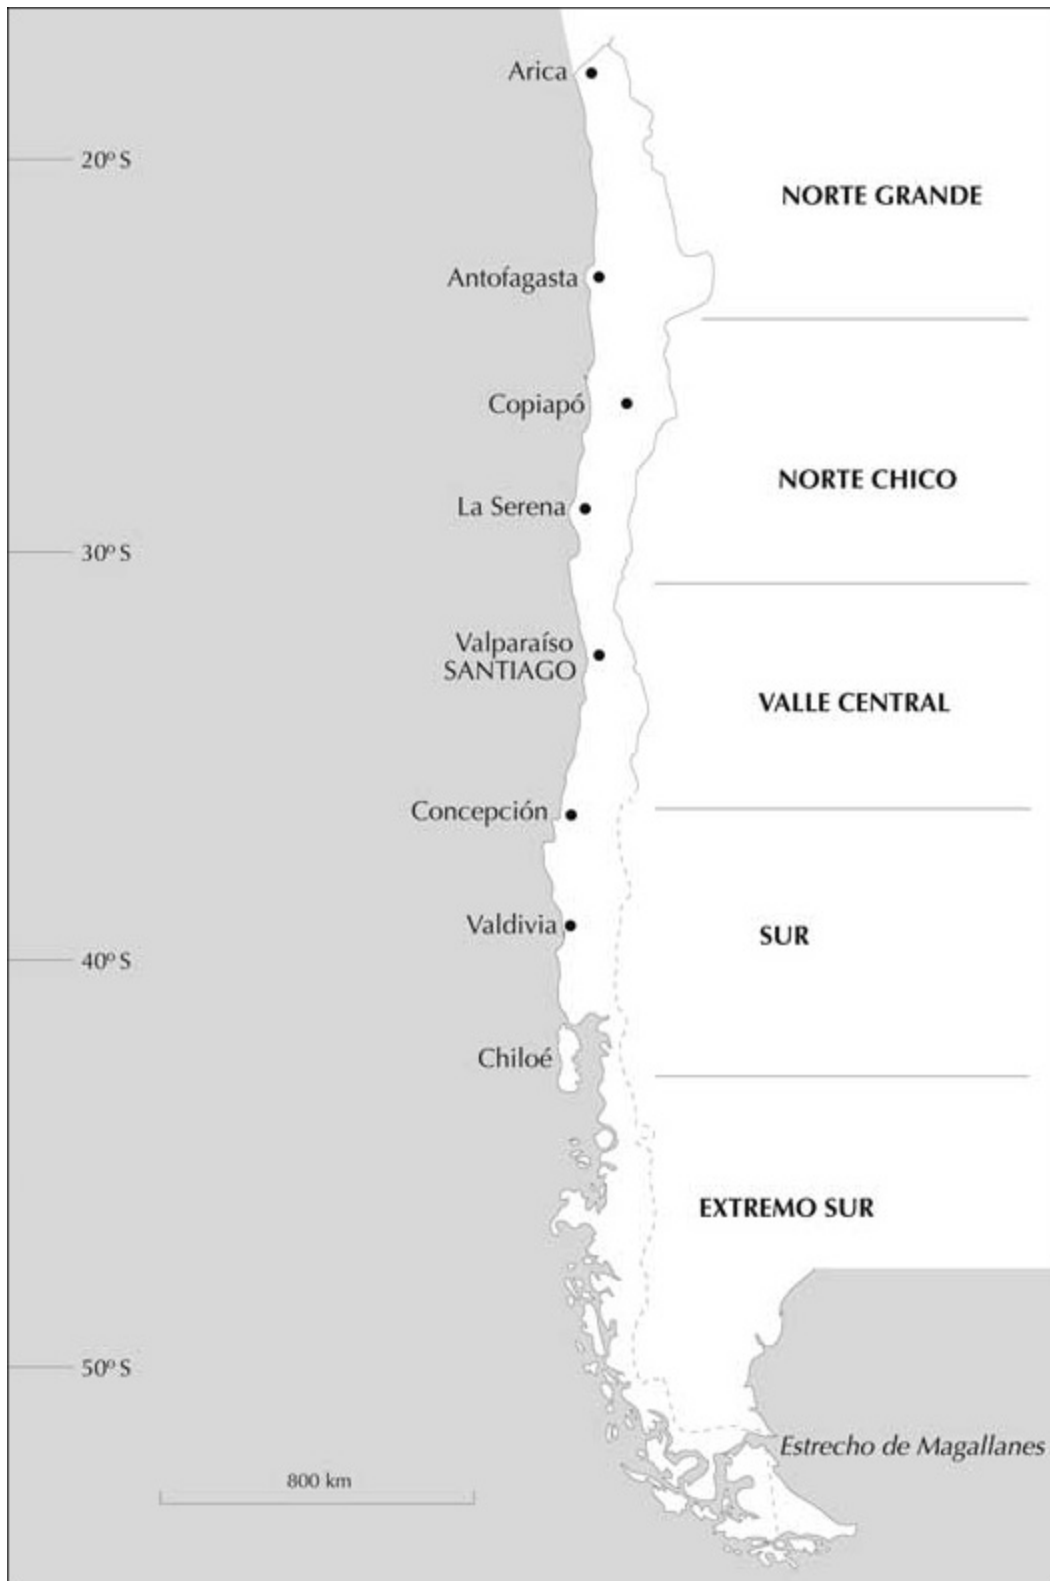 Arica
20º S
NORTE GRANDE
Antofagasta
Copiapó
NORTE CHICO
La Serena
30º S
Valparaíso
SANTIAGO
VALLE CENTRAL
Concepción
Valdivia
SUR
40º S
Chiloé
EXTREMO SUR
50º S
Estrecho de Magallanes
800 km